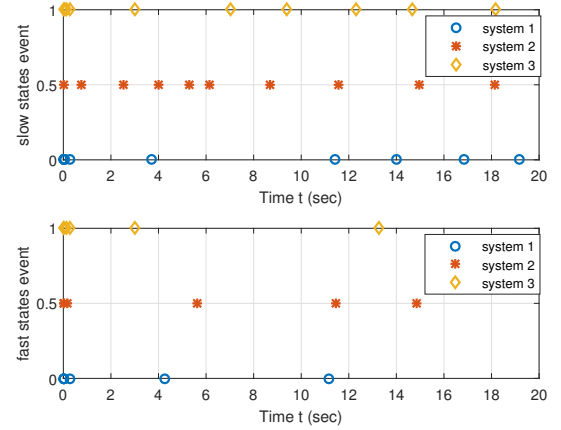 1
0.5
0
slow states event
system 1
system 2
system 3
0 2 4 6 8 10 12 14 16 18 20
Time t (sec)
1
0.5
0
fast states event
system 1
system 2
system 3
0 2 4 6 8 10 12 14 16 18 20
Time t (sec)